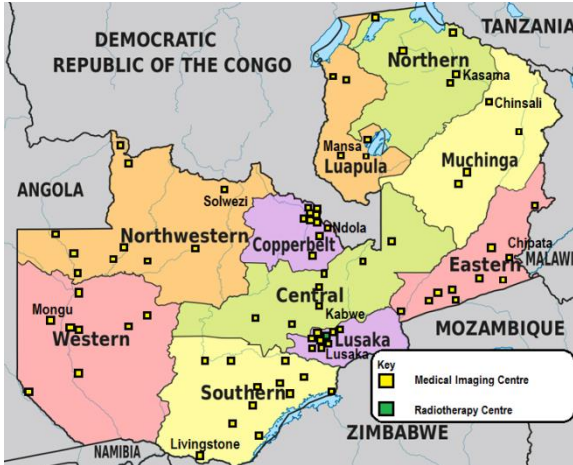 TANZANIA
DEMOCRATIC
REPUBLIC OF THE CONGO
Northern
Kasama
Chinsali
Mansa
Luapula
Muchinga
ANGOLA
Solwezi
Northwestern
Ndola
Copperbelt
Chipata
MALAWI
Eastern
Central
Kabwe
Mongu
Western
Lusaka
Lusaka
MOZAMBIQUE
Key
Medical Imaging Centre
Radiotherapy Centre
Southern
Livingstone
ZIMBABWE
NAMIBIA